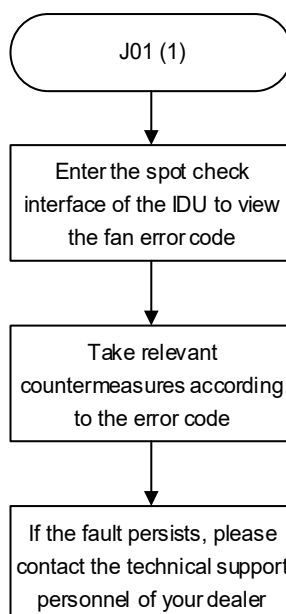 J01 (1)
Enter the spot check
interface of the IDU to view
the fan error code
Take relevant
countermeasures according
to the error code
If the fault persists, please
contact the technical support
personnel of your dealer